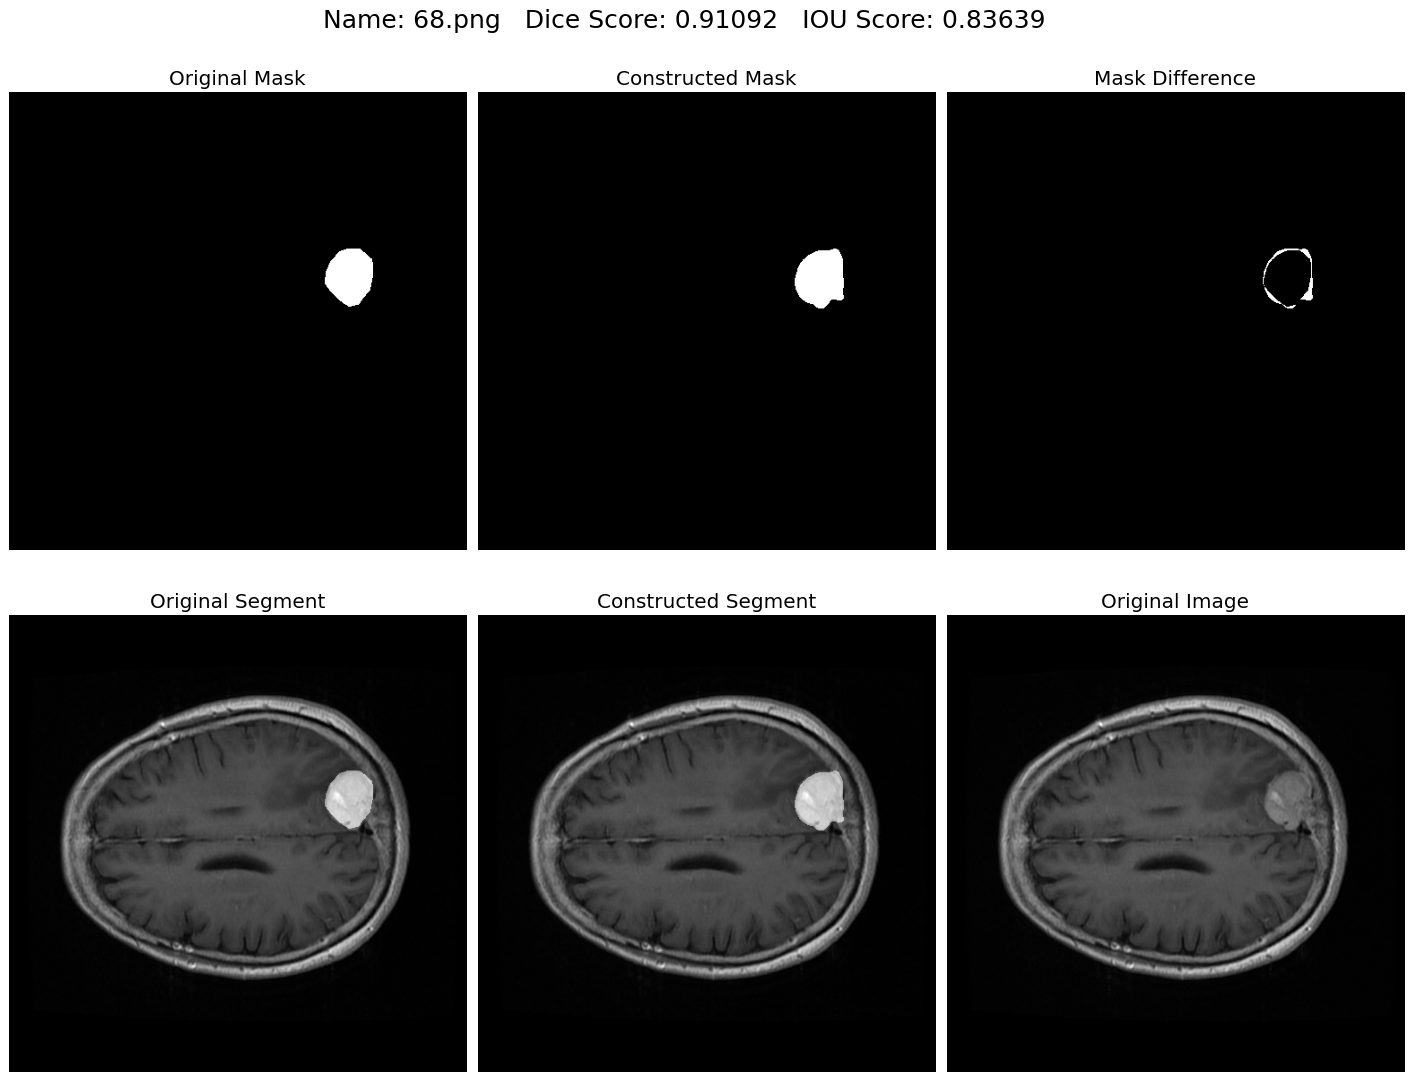 Name: 68.png   Dice Score: 0.91092   IOU Score: 0.83639
Original Mask
Constructed Mask
Mask Difference
Original Segment
Constructed Segment
Original Image